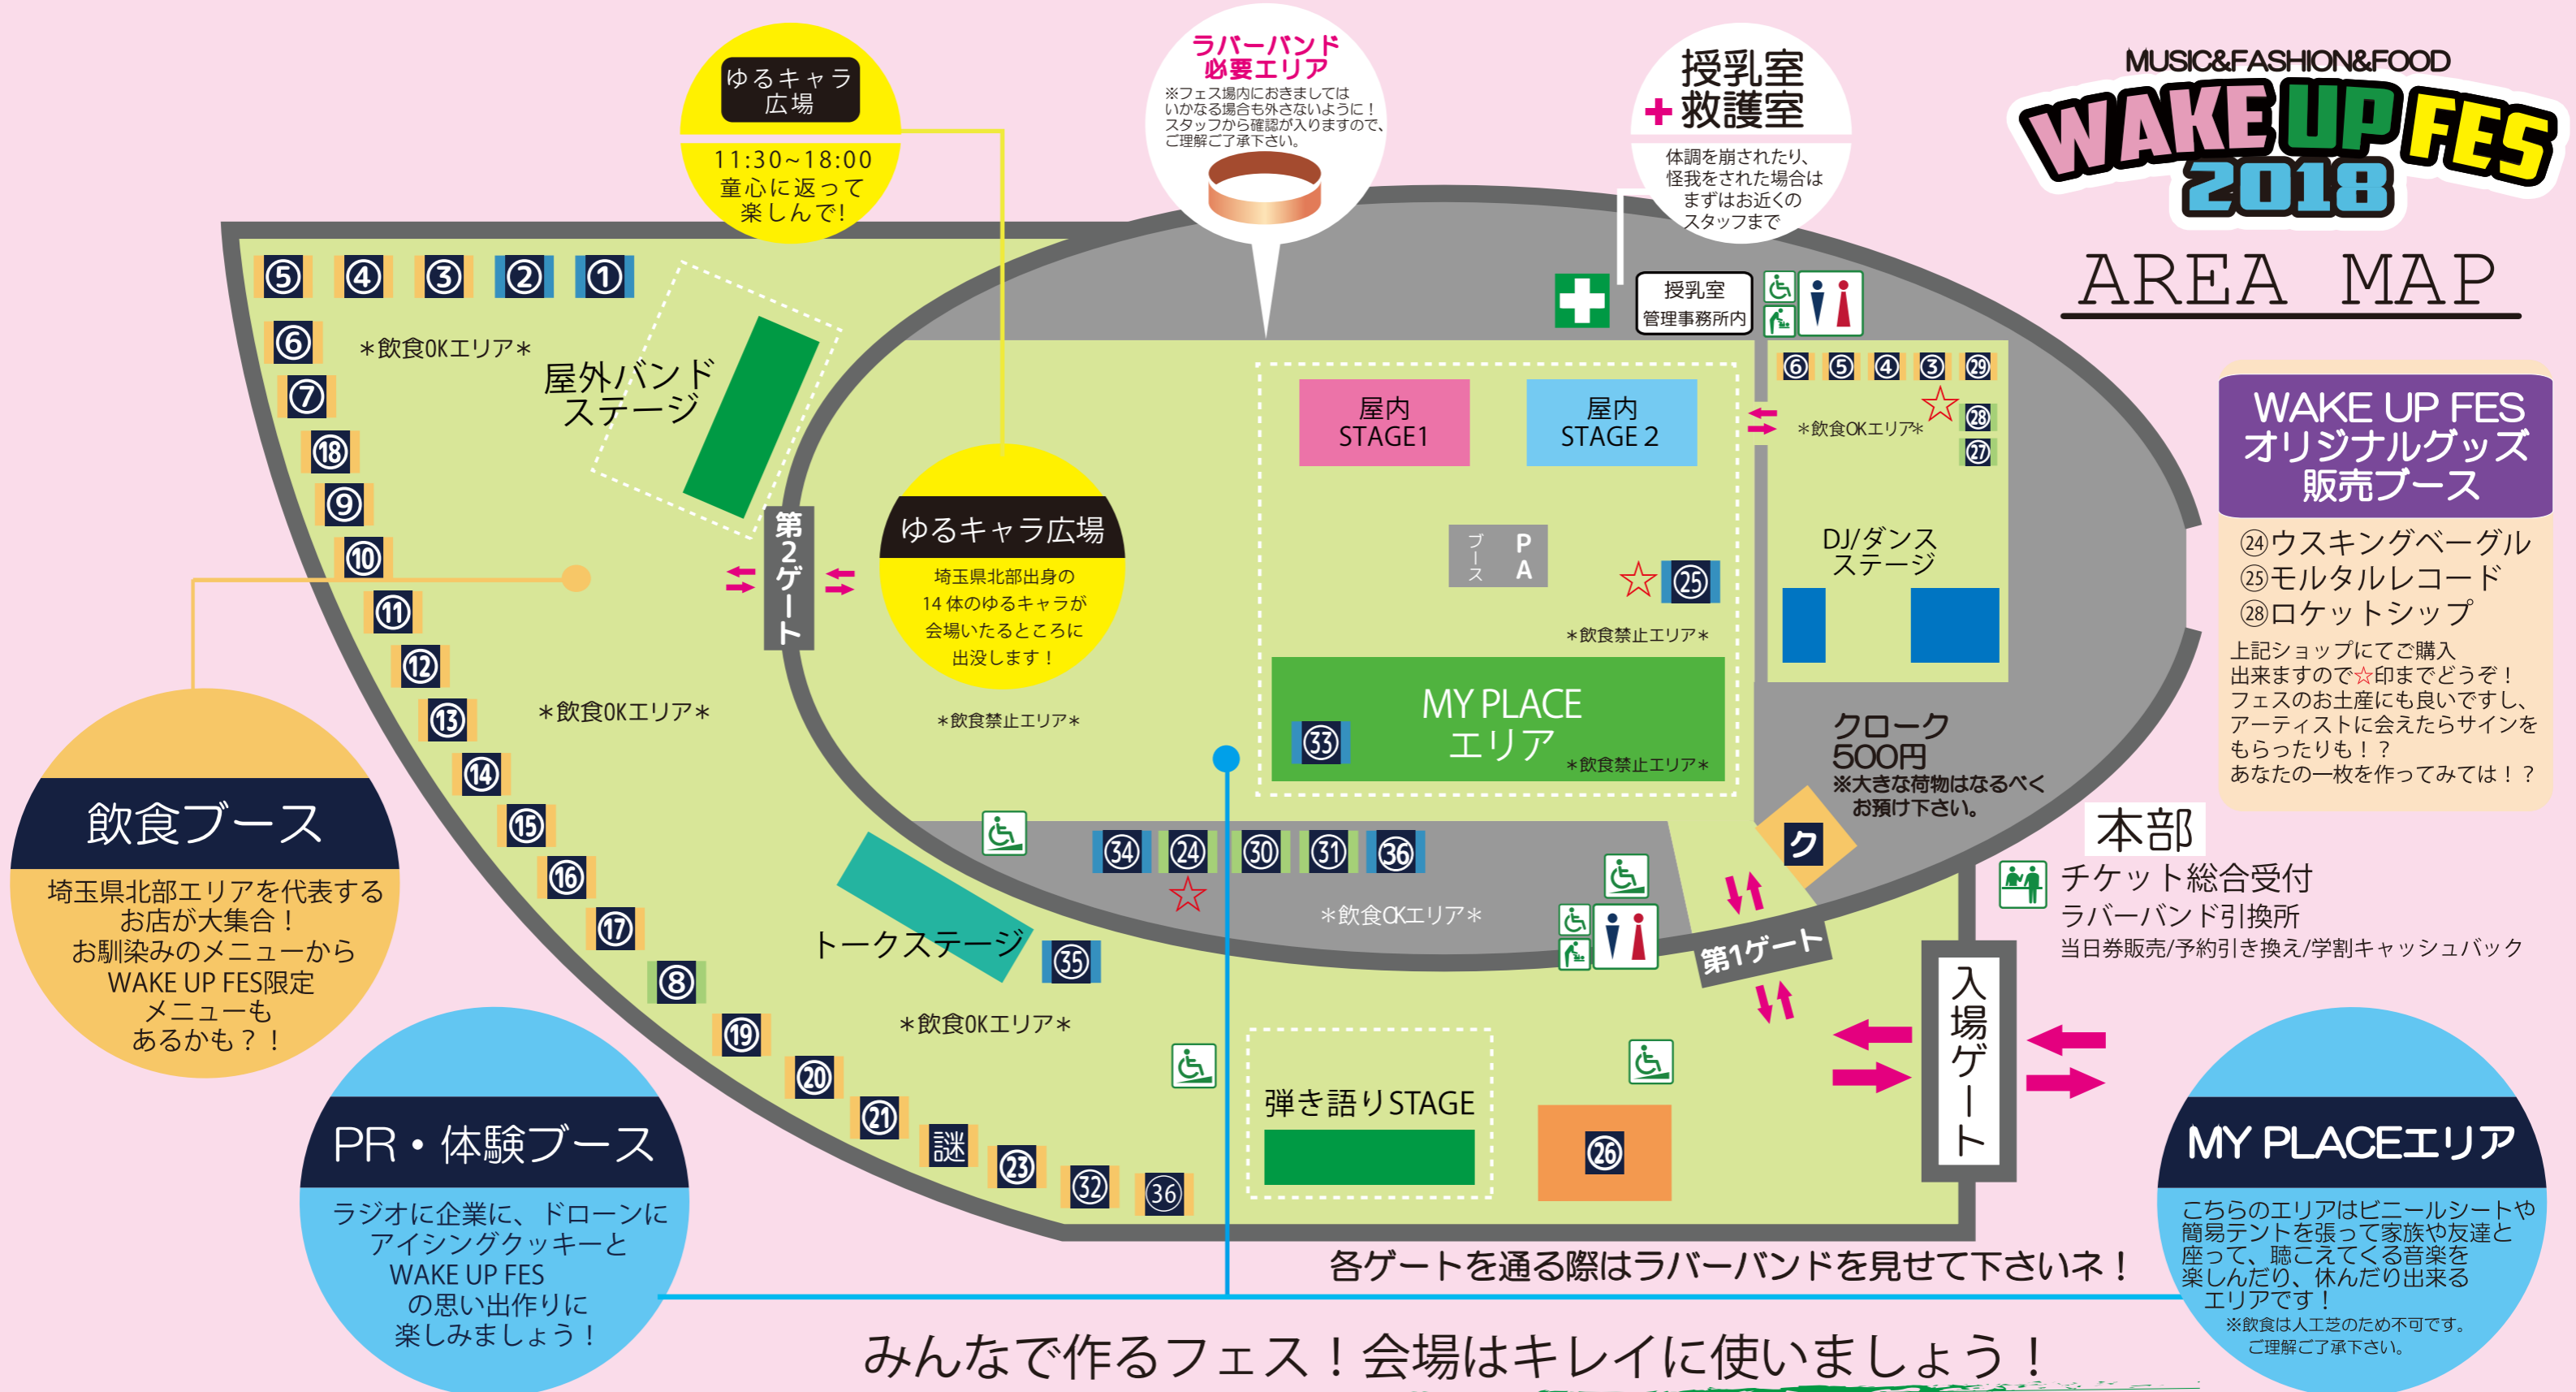 MUSIC&FASHION&FOOD
WAKE UP FES
2018
AREA MAP
ゆるキャラ
広場
11:30~18:00
童心に返って
楽しんで!
ラバーバンド
必要エリア
※フェス場内におきましては
いかなる場合も外さないように！
スタッフから確認が入りますので、
ご理解ご了承下さい。
授乳室
+救護室
体調を崩されたり、
怪我をされた場合は
まずはお近くの
スタッフまで
⑤ ④ ③ ② ①
⑥
＊飲食OKエリア＊
⑦
屋外バンド
ステージ
⑱
⑨
⑩
⑪
⑫
⑬
⑭
⑮
⑯
⑰
⑧
⑲
⑳
㉑
謎
㉓
㉜
㊱
＊飲食OKエリア＊
第2ゲート
ゆるキャラ広場
埼玉県北部出身の
14 体のゆるキャラが
会場いたるところに
出没します！
＊飲食禁止エリア＊
授乳室
管理事務所内
屋内
STAGE1
屋内
STAGE 2
PA
ブース
㉕
＊飲食禁止エリア＊
MY PLACE
エリア
㉝
＊飲食禁止エリア＊
⑥ ⑤ ④ ③ ㉙
☆
㉘
＊飲食OKエリア＊
㉗
DJ/ダンス
ステージ
クローク
500円
※大きな荷物はなるべく
お預け下さい。
ク
㉞ ㉔ ㉚ ㉛ ㊱
☆
＊飲食OKエリア＊
トークステージ
㉟
＊飲食OKエリア＊
第1ゲート
弾き語りSTAGE
㉖
入場ゲート
WAKE UP FES
オリジナルグッズ
販売ブース
㉔ウスキングベーグル
㉕モルタルレコード
㉘ロケットシップ
上記ショップにてご購入
出来ますので☆印までどうぞ！
フェスのお土産にも良いですし、
アーティストに会えたらサインを
もらったりも！？
あなたの一枚を作ってみては！？
本部
チケット総合受付
ラバーバンド引換所
当日券販売/予約引き換え/学割キャッシュバック
飲食ブース
埼玉県北部エリアを代表する
お店が大集合！
お馴染みのメニューから
WAKE UP FES限定
メニューも
あるかも？！
PR・体験ブース
ラジオに企業に、ドローンに
アイシングクッキーと
WAKE UP FES
の思い出作りに
楽しみましょう！
MY PLACEエリア
こちらのエリアはビニールシートや
簡易テントを張って家族や友達と
座って、聴こえてくる音楽を
楽しんだり、休んだり出来る
エリアです！
※飲食は人工芝のため不可です。
ご理解ご了承下さい。
各ゲートを通る際はラバーバンドを見せて下さいネ！
みんなで作るフェス！会場はキレイに使いましょう！